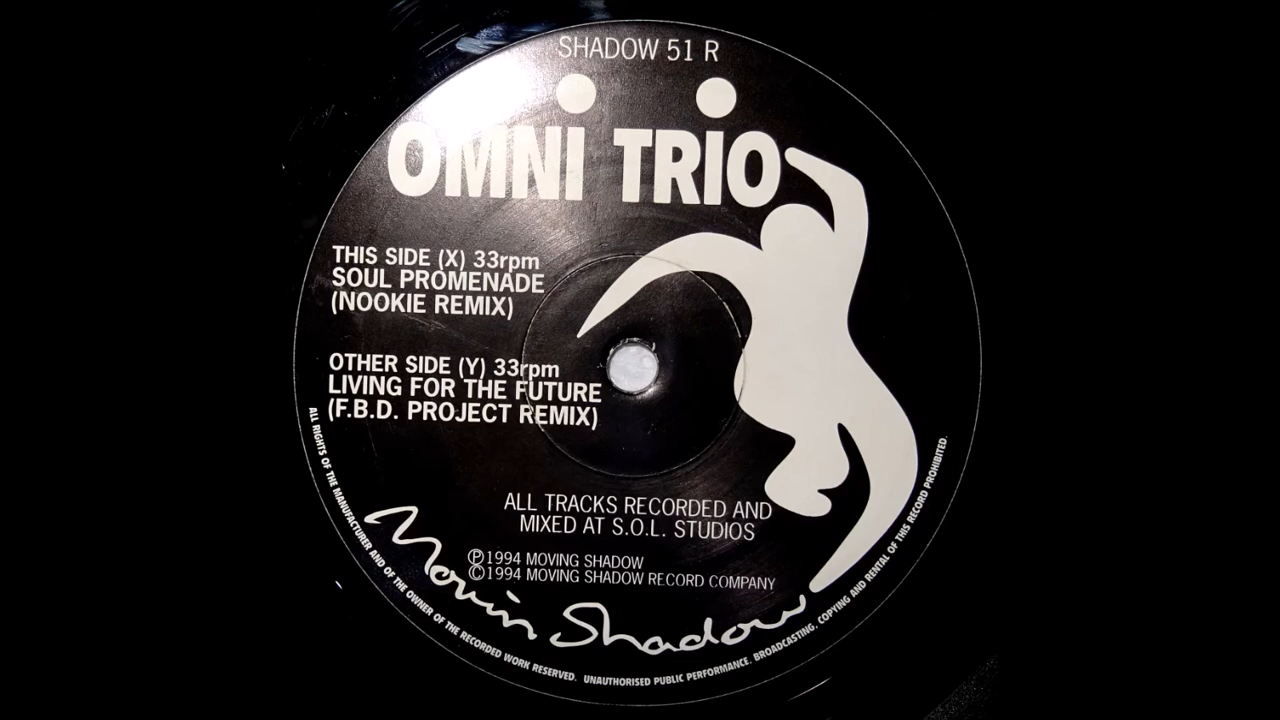 SHADOW 51 R
OMNI TRIO
THIS SIDE (X) 33rpm
SOUL PROMENADE
(NOOKIE REMIX)
OTHER SIDE (Y) 33rpm
LIVING FOR THE FUTURE
(F.B.D. PROJECT REMIX)
ALL TRACKS RECORDED AND
MIXED AT S.O.L. STUDIOS
Ⓟ1994 MOVING SHADOW
©1994 MOVING SHADOW RECORD COMPANY
Movin Shadow
ALL RIGHTS OF THE MANUFACTURER AND OF THE OWNER OF THE RECORDED WORK RESERVED. UNAUTHORISED PUBLIC PERFORMANCE. BROADCASTING. COPYING AND RENTAL OF THIS RECORD PROHIBITED.